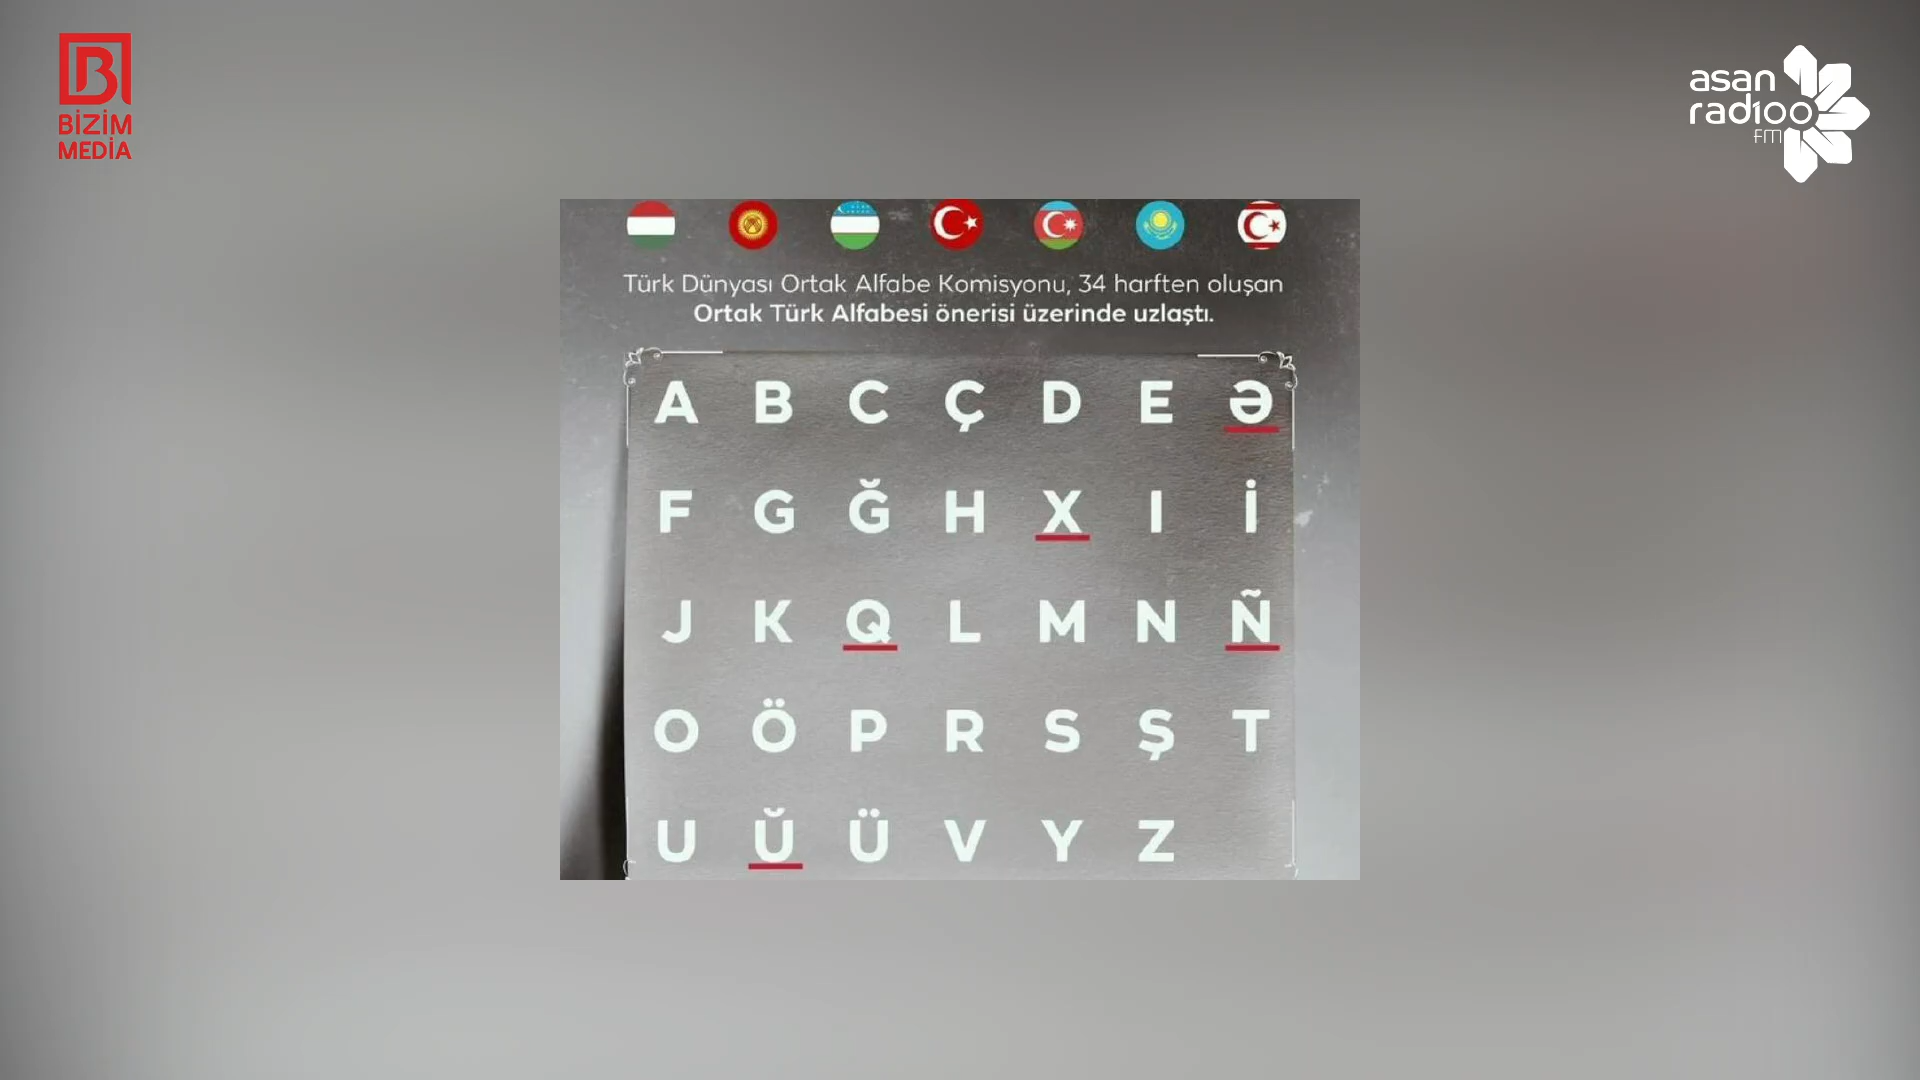 BİZİM
MEDİA
asan
rad100
FM
Türk Dünyası Ortak Alfabe Komisyonu, 34 harften oluşan
Ortak Türk Alfabesi önerisi üzerinde uzlaştı.
A B C Ç D E Ə
F G Ğ H X I İ
J K Q L M N Ñ
O Ö P R S Ş T
U Ŭ Ü V Y Z